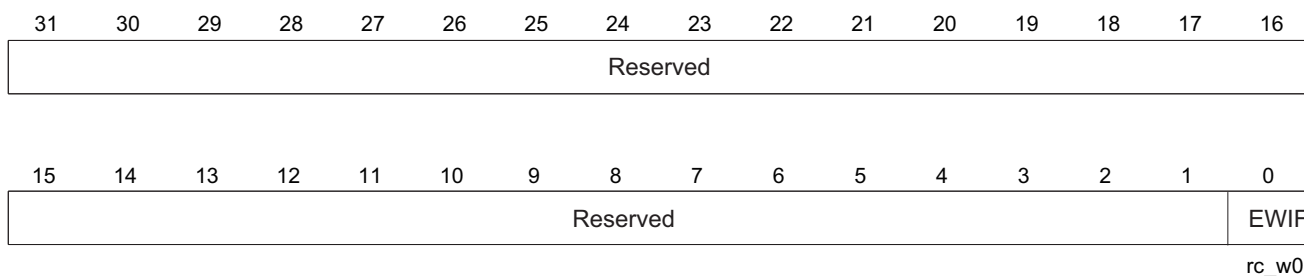 31 30 29 28 27 26 25 24 23 22 21 20 19 18 17 16
Reserved
15 14 13 12 11 10 9 8 7 6 5 4 3 2 1 0
Reserved EWIF
rc_w0